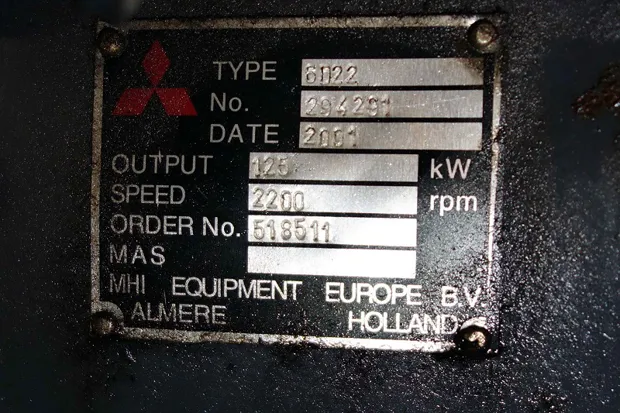 TYPE 6D22
No. 294291
DATE 2001
OUTPUT 125 kW
SPEED 2200 rpm
ORDER No. 518511
MAS
MHI EQUIPMENT EUROPE B.V
ALMERE HOLLAND